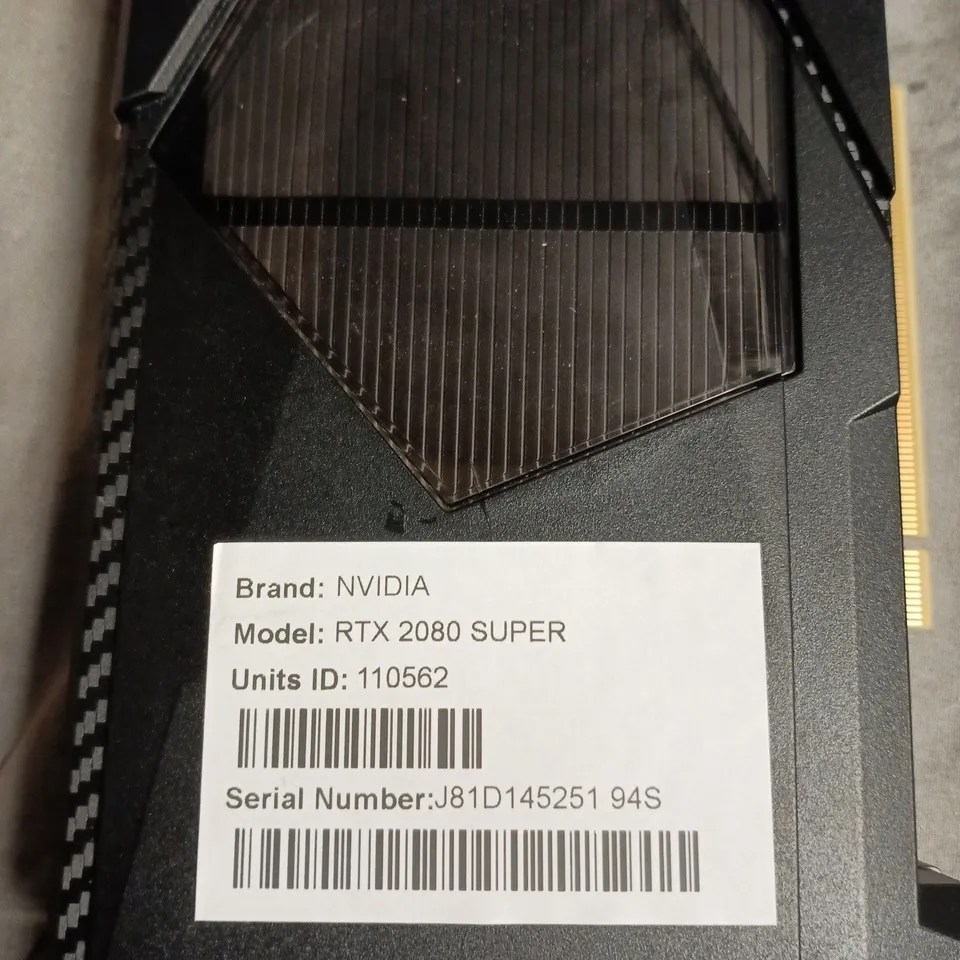 Brand: NVIDIA
Model: RTX 2080 SUPER
Units ID: 110562
Serial Number:J81D145251 94S